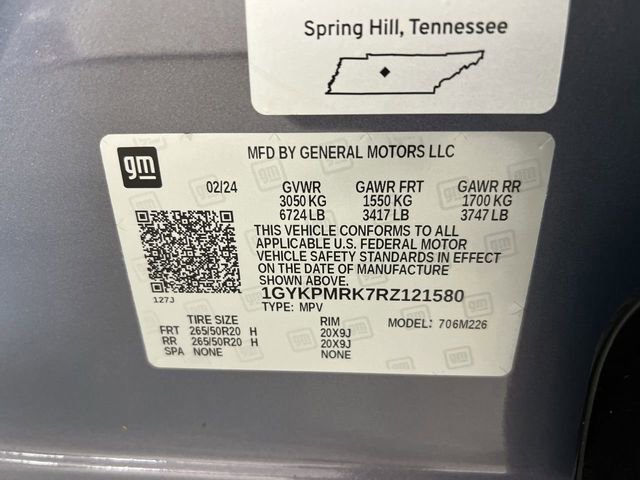 Spring Hill, Tennessee
gm
MFD BY GENERAL MOTORS LLC
02/24 GVWR GAWR FRT GAWR RR
3050 KG 1550 KG 1700 KG
6724 LB 3417 LB 3747 LB
THIS VEHICLE CONFORMS TO ALL
APPLICABLE U.S. FEDERAL MOTOR
VEHICLE SAFETY STANDARDS IN EFFECT
ON THE DATE OF MANUFACTURE
SHOWN ABOVE.
1GYKPMRK7RZ121580
127J
TYPE: MPV
TIRE SIZE RIM MODEL: 706M226
FRT 265/50R20 H 20X9J
RR 265/50R20 H 20X9J
SPA NONE NONE